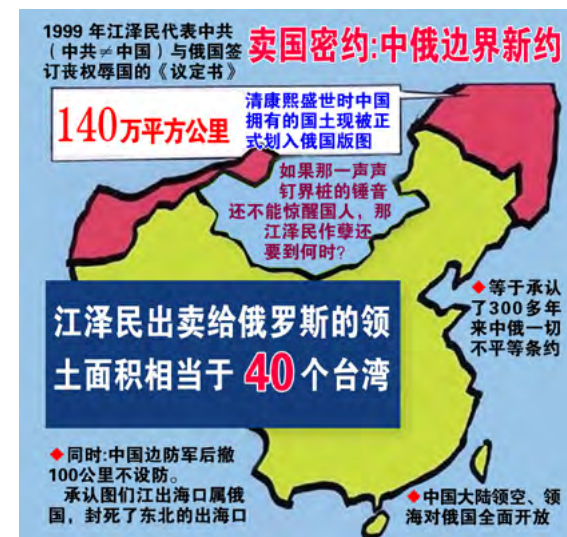 1999 年江泽民代表中共
（中共≠中国）与俄国签
订丧权辱国的《议定书》
卖国密约:中俄边界新约
140万平方公里
清康熙盛世时中国
拥有的国土现被正
式划入俄国版图
如果那一声声
钉界桩的锤音
还不能惊醒国人，那
江泽民作孽还
要到何时?
江泽民出卖给俄罗斯的领
土面积相当于 40 个台湾
◆等于承认
了300多年
来中俄一切
不平等条约
◆同时:中国边防军后撤
100公里不设防。
承认图们江出海口属俄
国，封死了东北的出海口
◆中国大陆领空、领
海对俄国全面开放